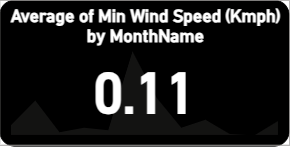 Average of Min Wind Speed (Kmph)
by MonthName
0.11